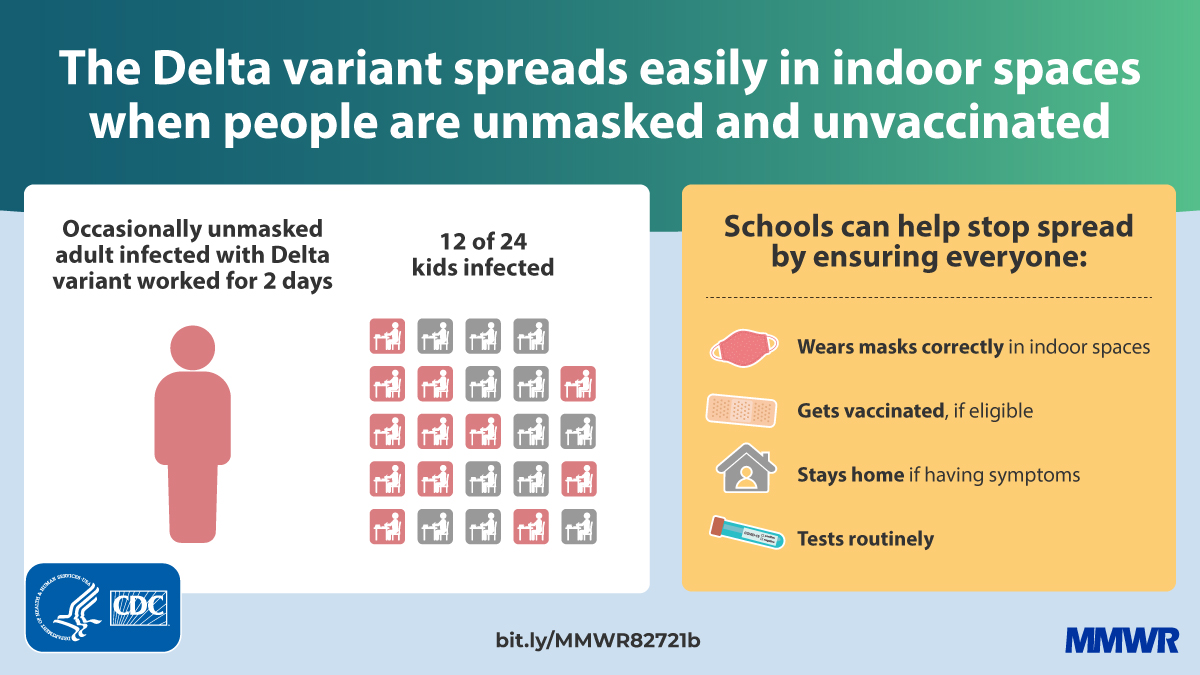 The Delta variant spreads easily in indoor spaces
when people are unmasked and unvaccinated
Occasionally unmasked
adult infected with Delta
variant worked for 2 days
12 of 24
kids infected
Schools can help stop spread
by ensuring everyone:
Wears masks correctly in indoor spaces
Gets vaccinated, if eligible
Stays home if having symptoms
Tests routinely
DEPARTMENT OF HEALTH & HUMAN SERVICES USA
CDC
bit.ly/MMWR82721b
MMWR